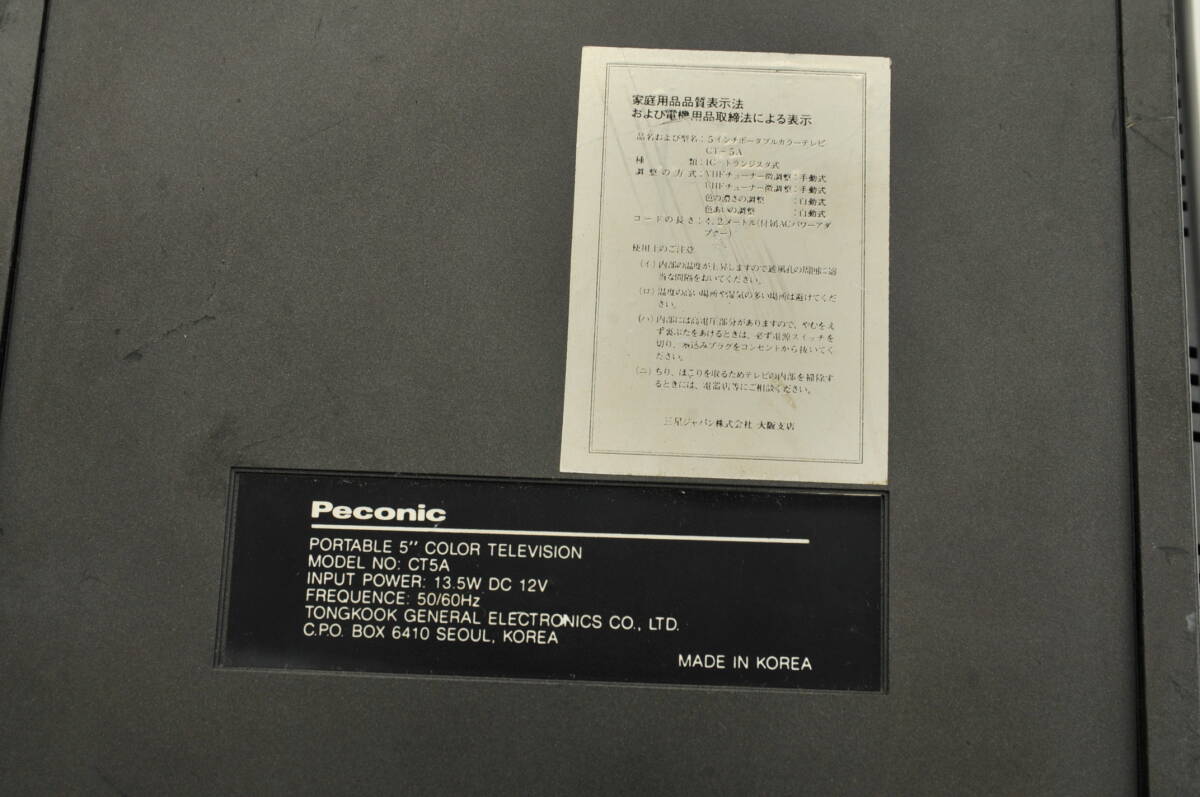 家庭用品品質表示法
および電機用品取締法による表示
品名および型名：5インチポータブルカラーテレビ
CT-5A
種 類：IC-トランジスタ式
調整の方式：VHFチューナー微調整：手動式
UHFチューナー微調整：手動式
色の濃さの調整 ：自動式
色あいの調整 ：自動式
コードの長さ：4.2メートル(付属ACパワーアダ
プター)
使用上のご注意
(イ) 内部の温度が上昇しますので通風孔の周囲に適
当な間隔をおいてください。
(ロ) 温度の高い場所や湿気の多い場所は避けてくだ
さい。
(ハ) 内部には高電圧部分がありますので、やむをえ
ず裏ぶたをあけるときは、必ず電源スイッチを
切り、差込みプラグをコンセントから抜いてく
ださい。
(ニ) ちり、ほこりを取るためテレビの内部を掃除す
るときには、電器店等にご相談ください。
三星ジャパン株式会社 大阪支店
Peconic
PORTABLE 5″ COLOR TELEVISION
MODEL NO: CT5A
INPUT POWER: 13.5W DC 12V
FREQUENCE: 50/60Hz
TONGKOOK GENERAL ELECTRONICS CO., LTD.
C.P.O. BOX 6410 SEOUL, KOREA
MADE IN KOREA